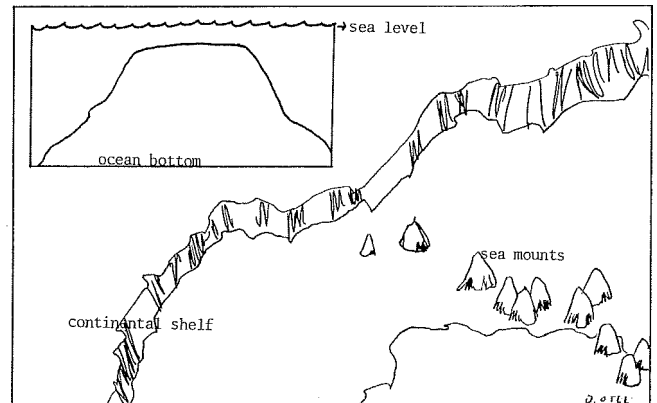 sea level
ocean bottom
sea mounts
continental shelf